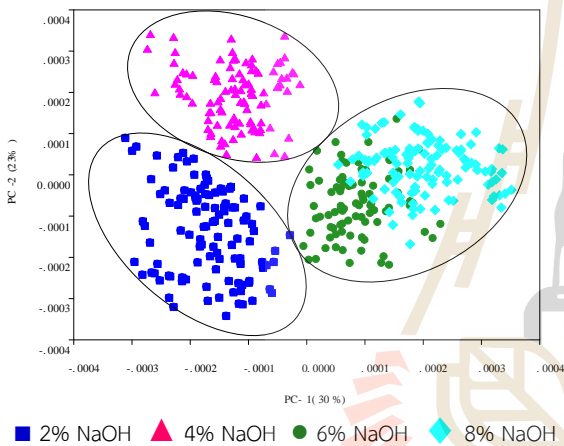 .0004
.0003
.0002
.0001
0.0000
-.0001
-.0002
-.0003
-.0004
PC -2 (23%)
-.0004 -.0003 -.0002 -.0001 0.0000 .0001 .0002 .0003 .0004
PC- 1( 30 %)
2% NaOH 4% NaOH 6% NaOH 8% NaOH